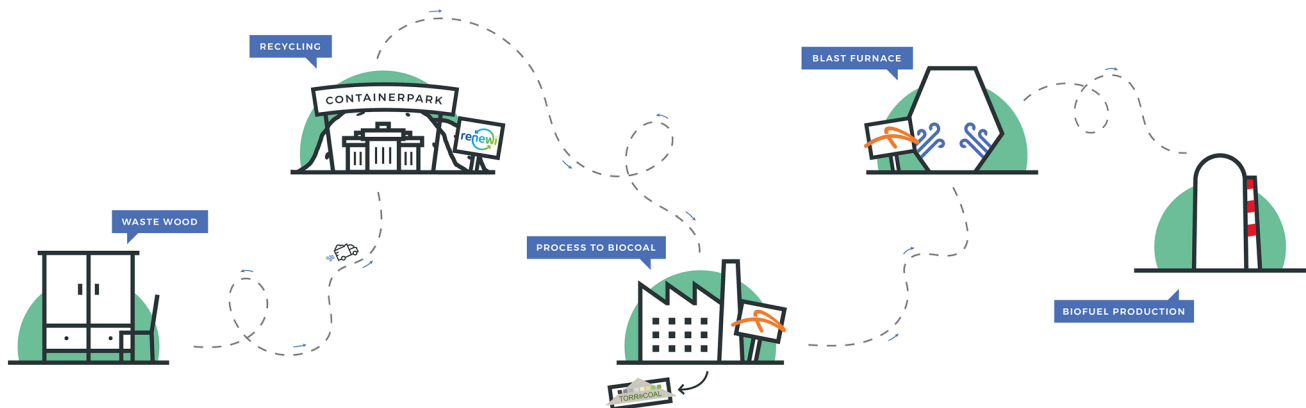 WASTE WOOD
RECYCLING
CONTAINERPARK
renewi
PROCESS TO BIOCOAL
TORR®COAL
BLAST FURNACE
BIOFUEL PRODUCTION